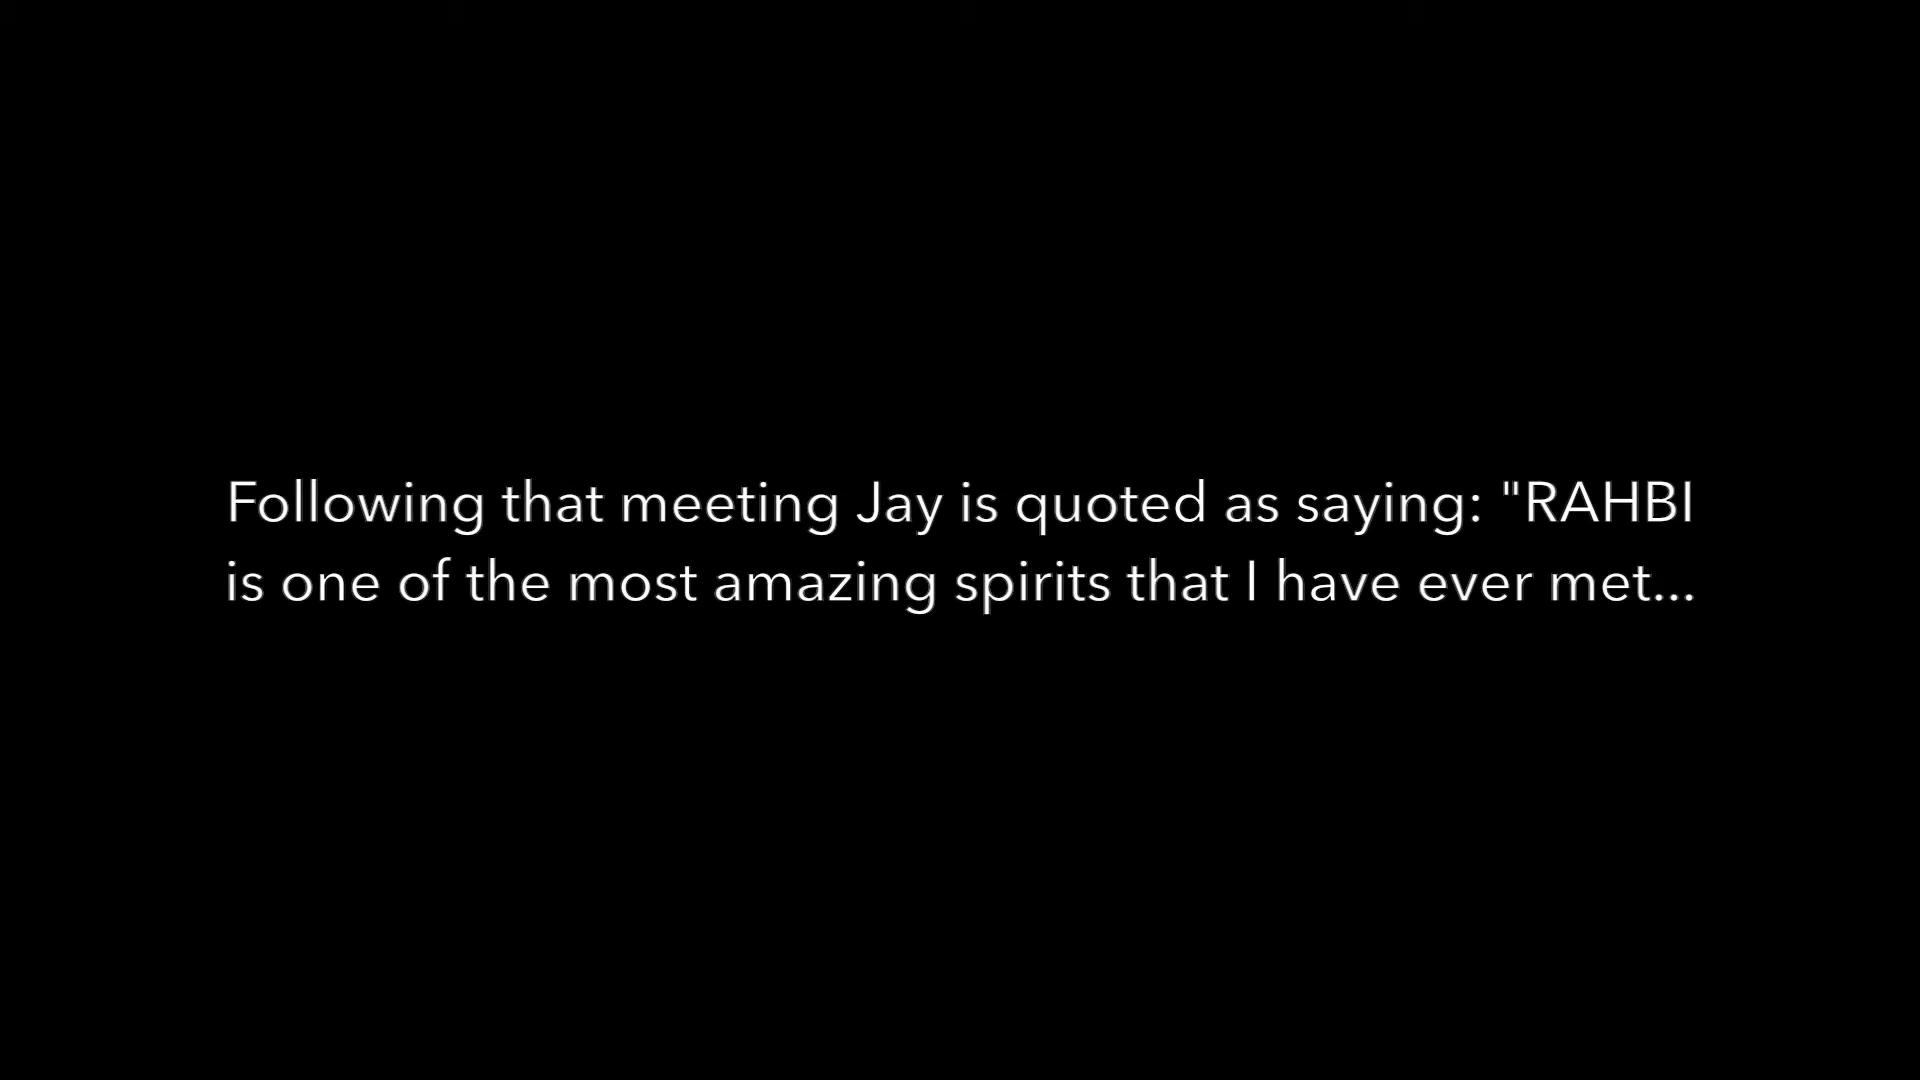 Following that meeting Jay is quoted as saying: "RAHBI
is one of the most amazing spirits that I have ever met...